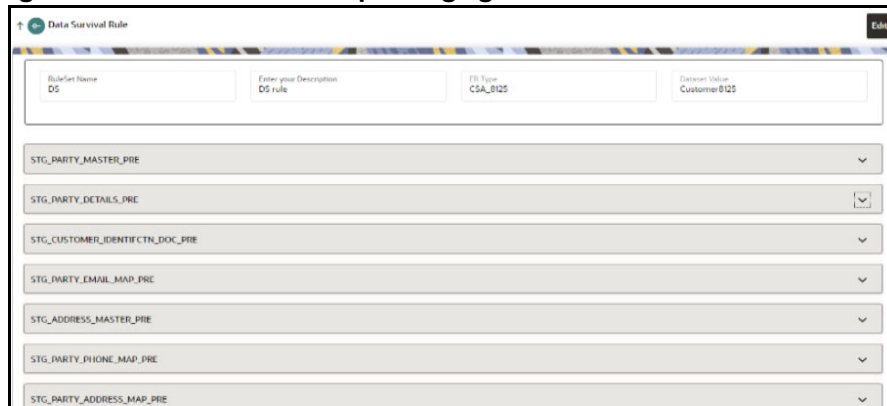 Data Survival Rule
Edit
RuleSet Name
DS
Enter your Description
DS rule
ER Type
CSA_8125
Dataset Value
Customer8125
STG_PARTY_MASTER_PRE
STG_PARTY_DETAILS_PRE
STG_CUSTOMER_IDENTIFCTN_DOC_PRE
STG_PARTY_EMAIL_MAP_PRE
STG_ADDRESS_MASTER_PRE
STG_PARTY_PHONE_MAP_PRE
STG_PARTY_ADDRESS_MAP_PRE